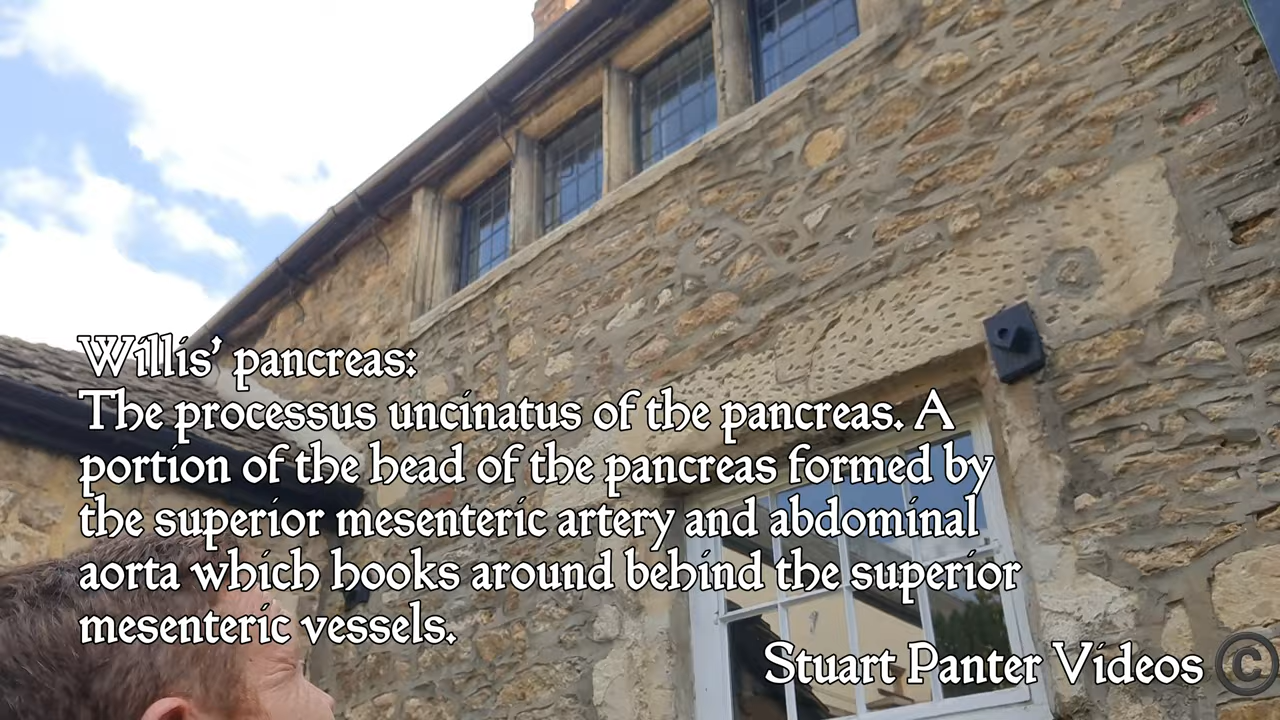 Willis' pancreas:
The processus uncinatus of the pancreas. A
portion of the head of the pancreas formed by
the superior mesenteric artery and abdominal
aorta which hooks around behind the superior
mesenteric vessels.
Stuart Panter Videos ©